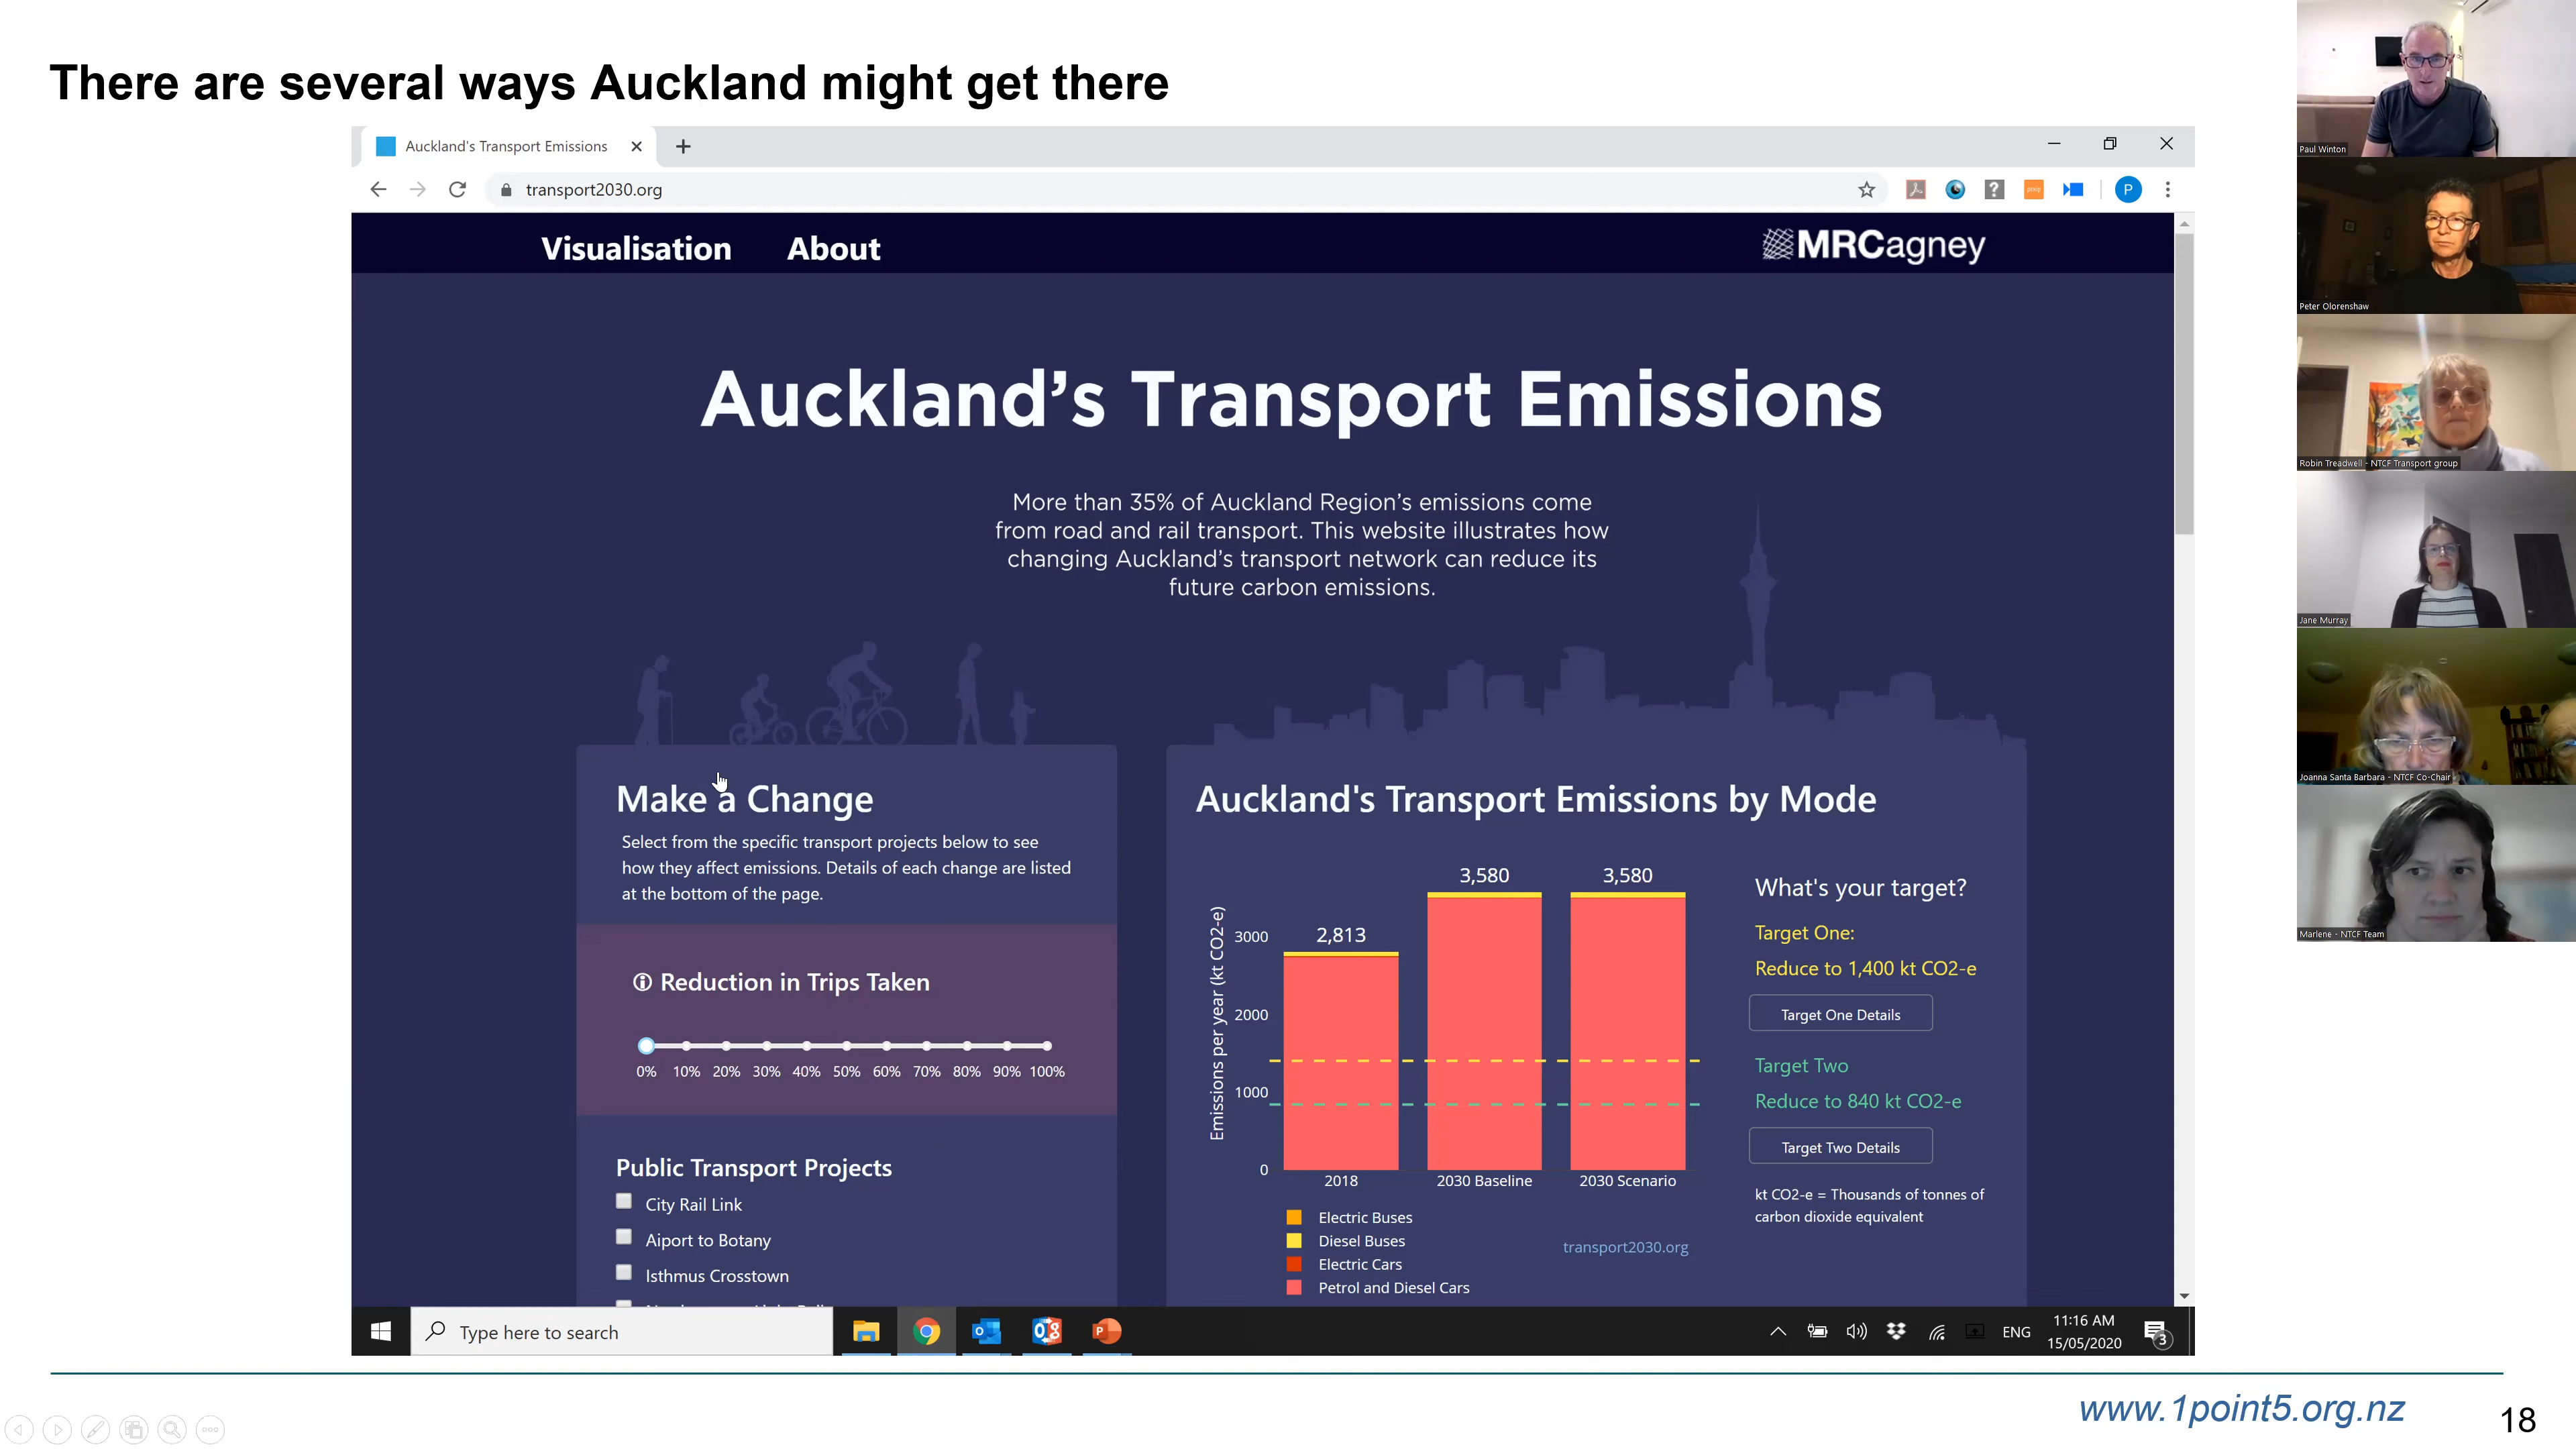 There are several ways Auckland might get there
Auckland's Transport Emissions
transport2030.org
P
Visualisation About
MRCagney
Auckland's Transport Emissions
More than 35% of Auckland Region's emissions come
from road and rail transport. This website illustrates how
changing Auckland's transport network can reduce its
future carbon emissions.
Make a Change
Select from the specific transport projects below to see
how they affect emissions. Details of each change are listed
at the bottom of the page.
Reduction in Trips Taken
0% 10% 20% 30% 40% 50% 60% 70% 80% 90% 100%
Public Transport Projects
City Rail Link
Aiport to Botany
Isthmus Crosstown
Auckland's Transport Emissions by Mode
Emissions per year (kt CO2-e)
3000
2000
1000
0
2,813
3,580
3,580
2018
2030 Baseline
2030 Scenario
Electric Buses
Diesel Buses
Electric Cars
Petrol and Diesel Cars
transport2030.org
What's your target?
Target One:
Reduce to 1,400 kt CO2-e
Target One Details
Target Two
Reduce to 840 kt CO2-e
Target Two Details
kt CO2-e = Thousands of tonnes of
carbon dioxide equivalent
Type here to search
ENG
11:16 AM
15/05/2020
3
www.1point5.org.nz
18
Paul Winton
Peter Olorenshaw
Robin Treadwell - NTCF Transport group
Jane Murray
Joanna Santa Barbara - NTCF Co-Chair
Marlene - NTCF Team